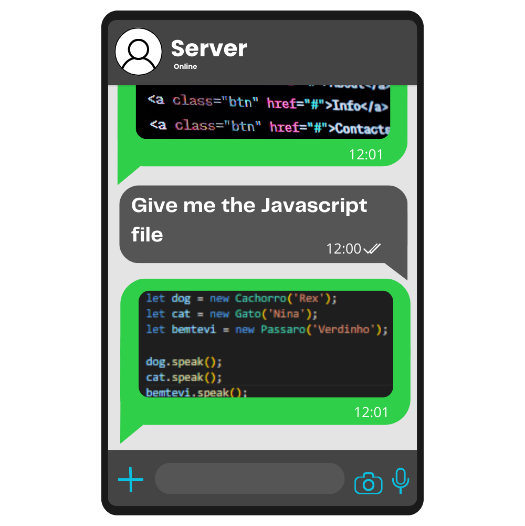 Server
Online
About</a>
<a class="btn" href="#">Info</a>
<a class="btn" href="#">Contacts
12:01
Give me the Javascript
file
12:00
let dog = new Cachorro('Rex');
let cat = new Gato('Nina');
let bemtevi = new Passaro('Verdinho');
dog.speak();
cat.speak();
bemtevi.speak();
12:01